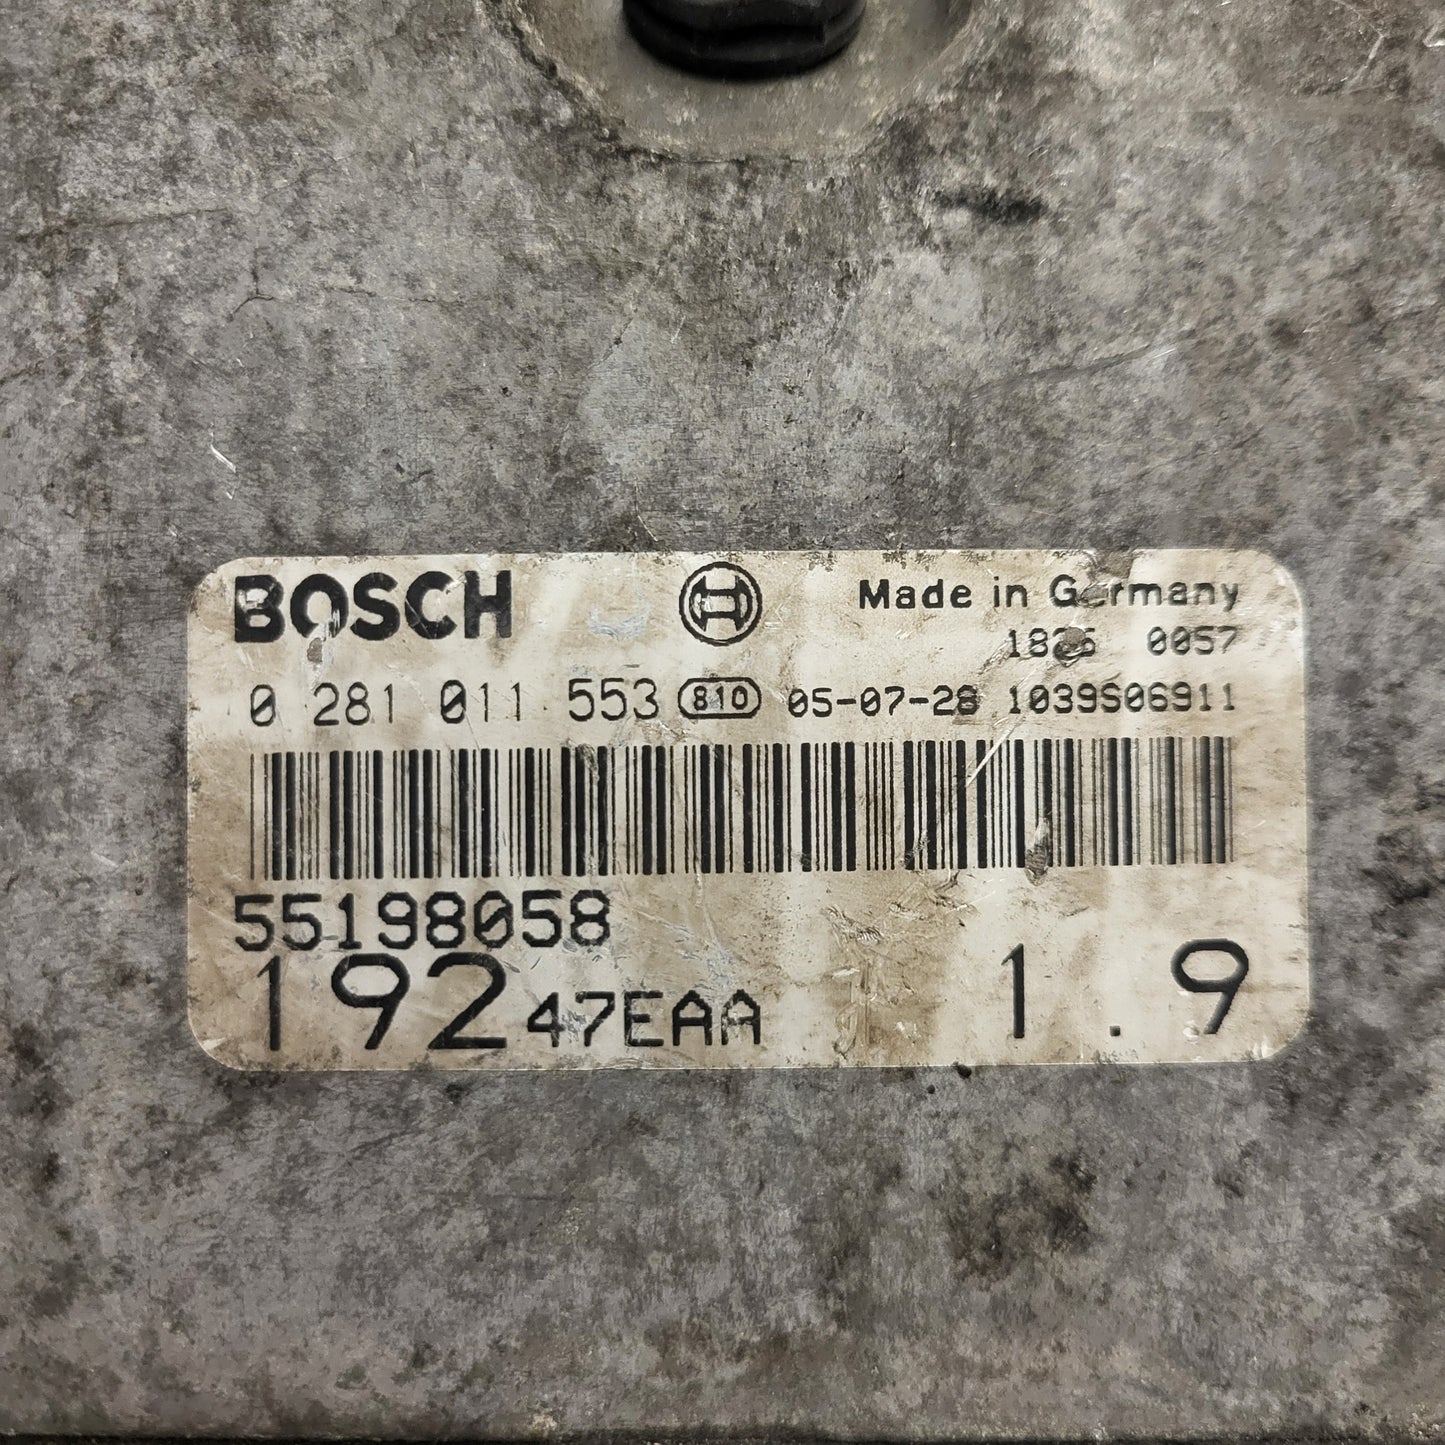 BOSCH Made in Germany
1826 0057
0 281 011 553 810 05-07-28 1039S06911
55198058
192 47EAA 1.9